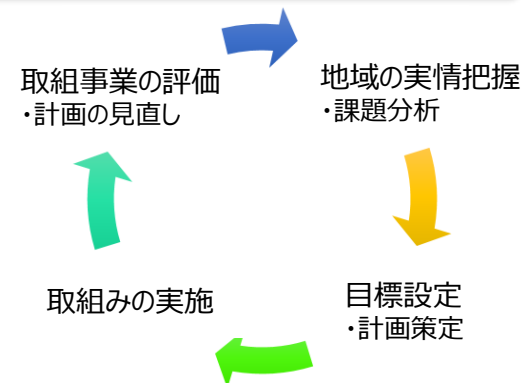 取組事業の評価
・計画の見直し
地域の実情把握
・課題分析
取組みの実施
目標設定
・計画策定